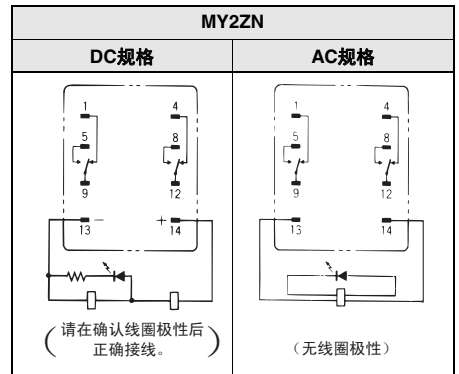 MY2ZN
DC规格 AC规格
1 4 1 4
5 8 5 8
9 12 9 12
− + 
13 14 13 14
(请在确认线圈极性后
正确接线。)
(无线圈极性)